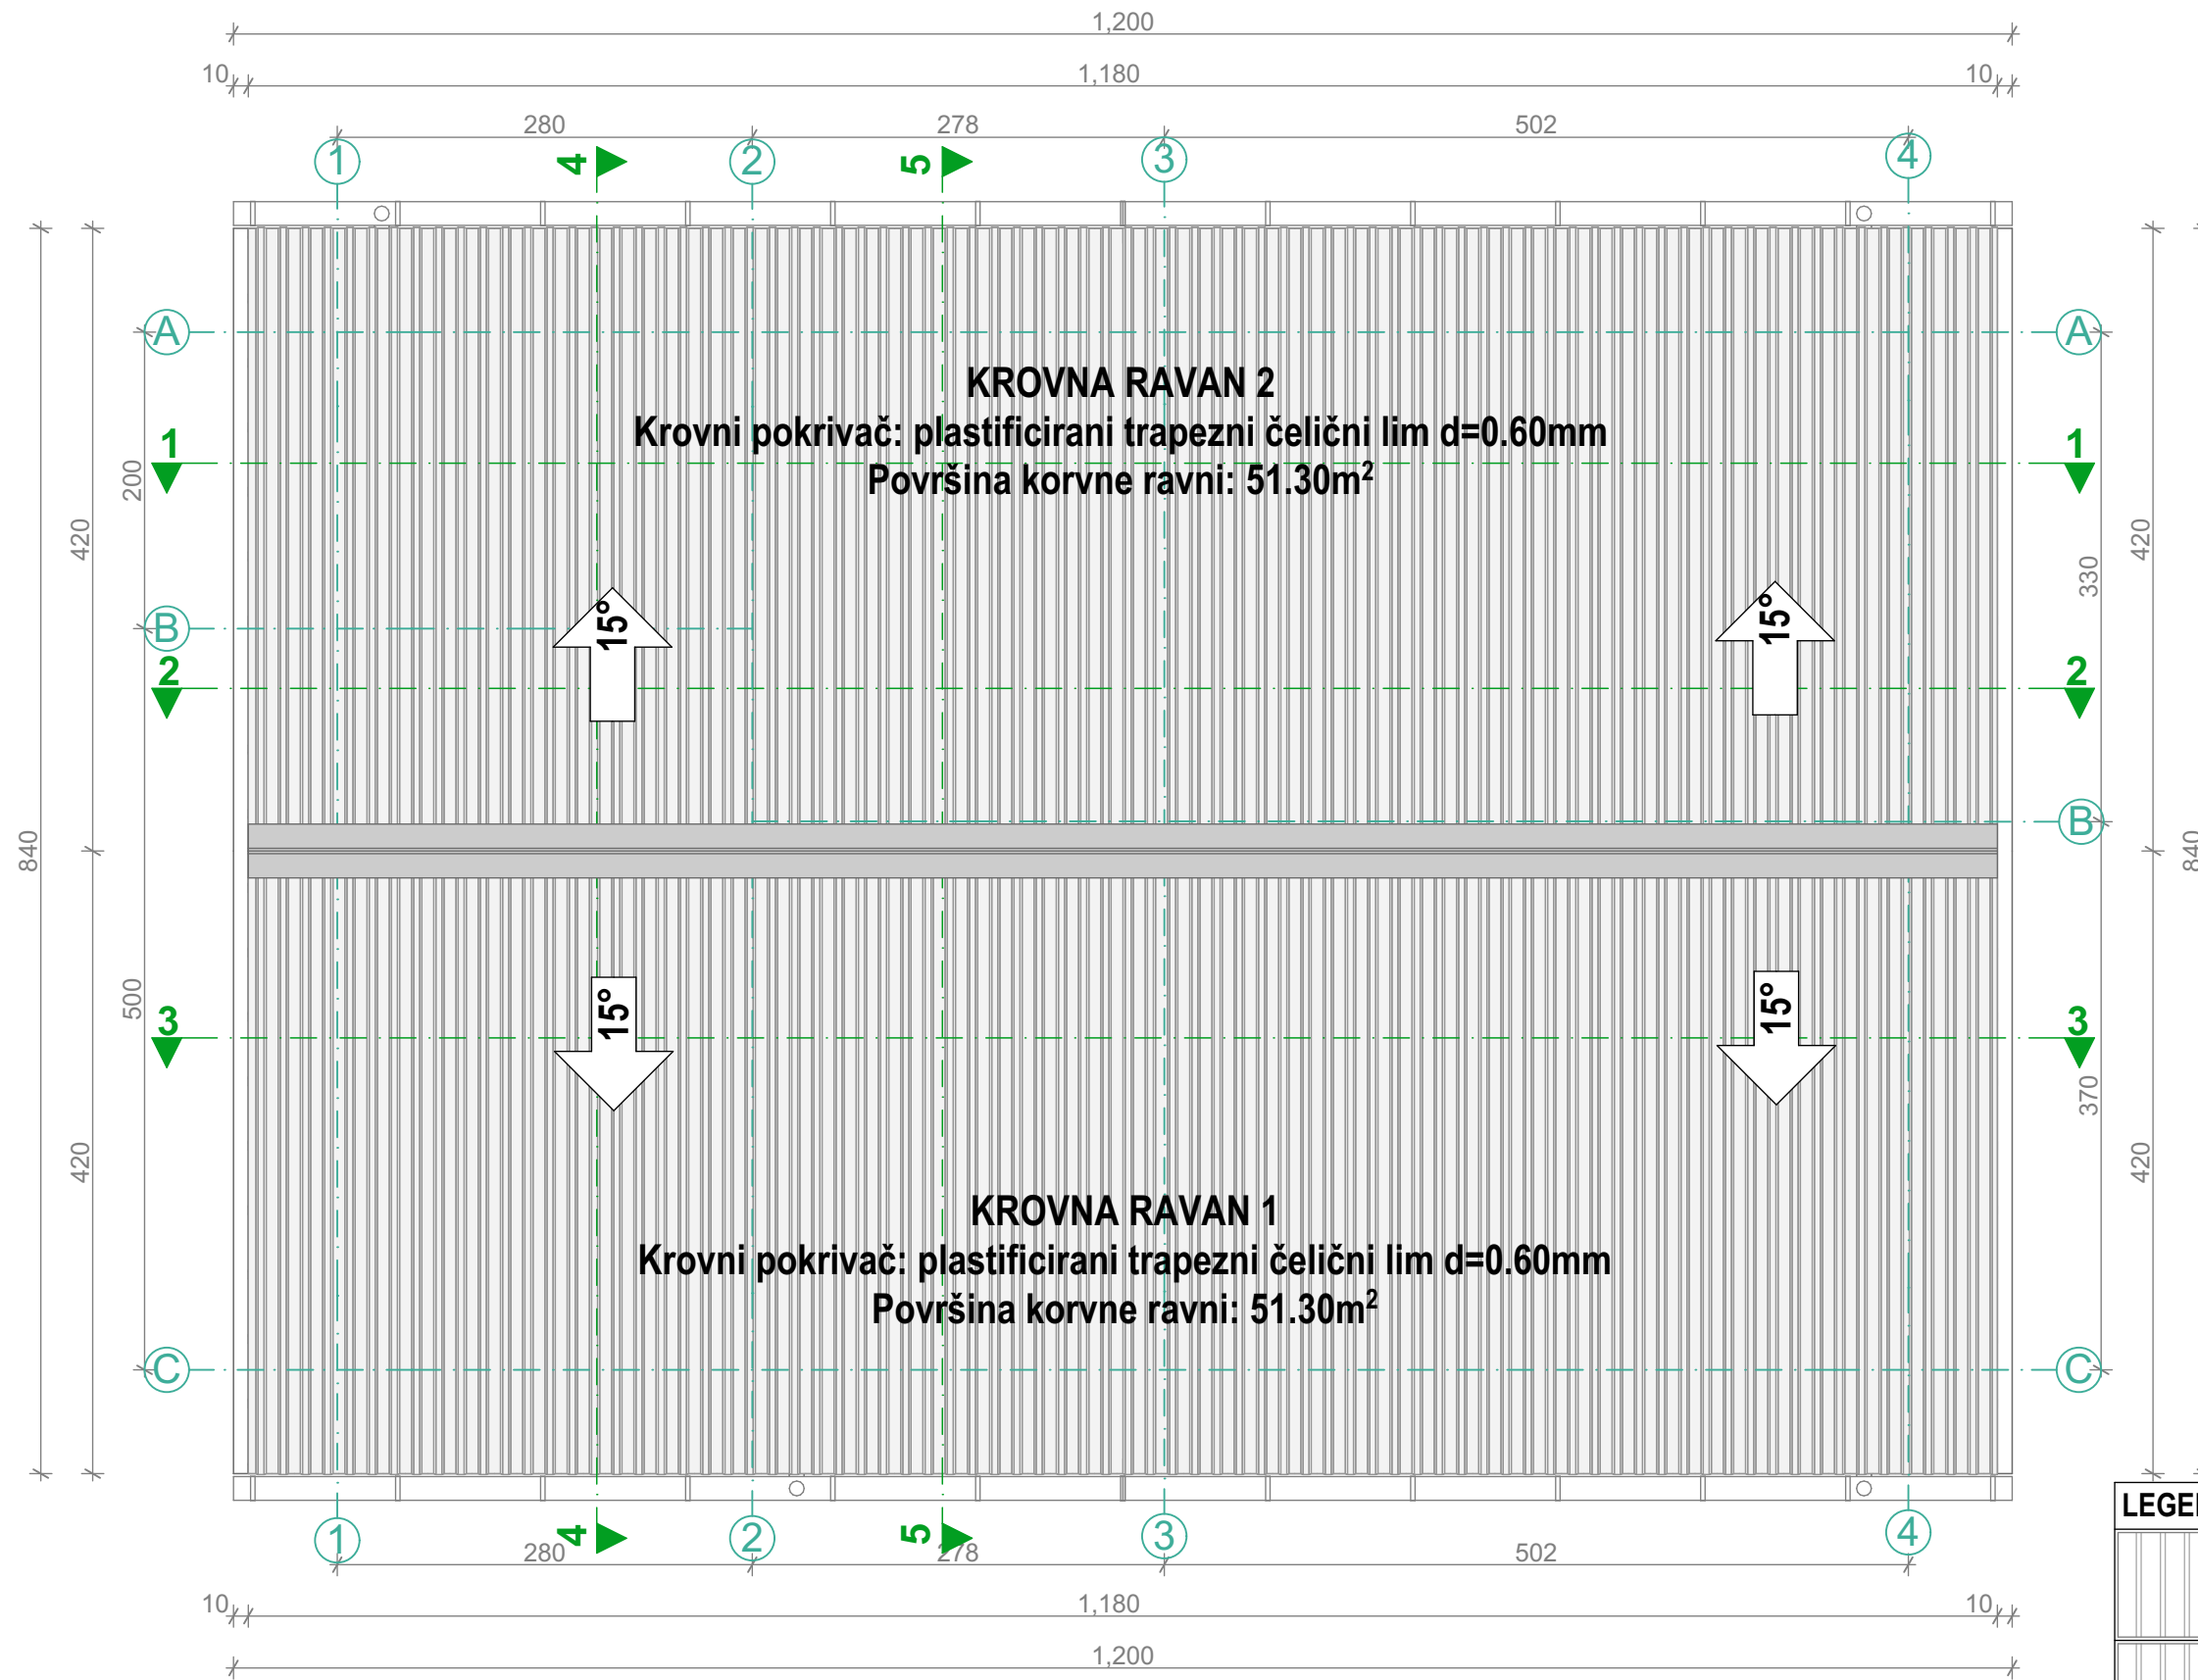 1,200
10 1,180 10
280 278 502
1 4 2 5 3 4
A A
KROVNA RAVAN 2
Krovni pokrivač: plastificirani trapezni čelični lim d=0.60mm
Površina korvne ravni: 51.30m²
1 1
200
420 420
330
15° 15°
B
2 2
B
840 840
500
15° 15°
3 3
370
420 420
KROVNA RAVAN 1
Krovni pokrivač: plastificirani trapezni čelični lim d=0.60mm
Površina korvne ravni: 51.30m²
C C
1 4 2 5 3 4
280 278 502
10 1,180 10
1,200